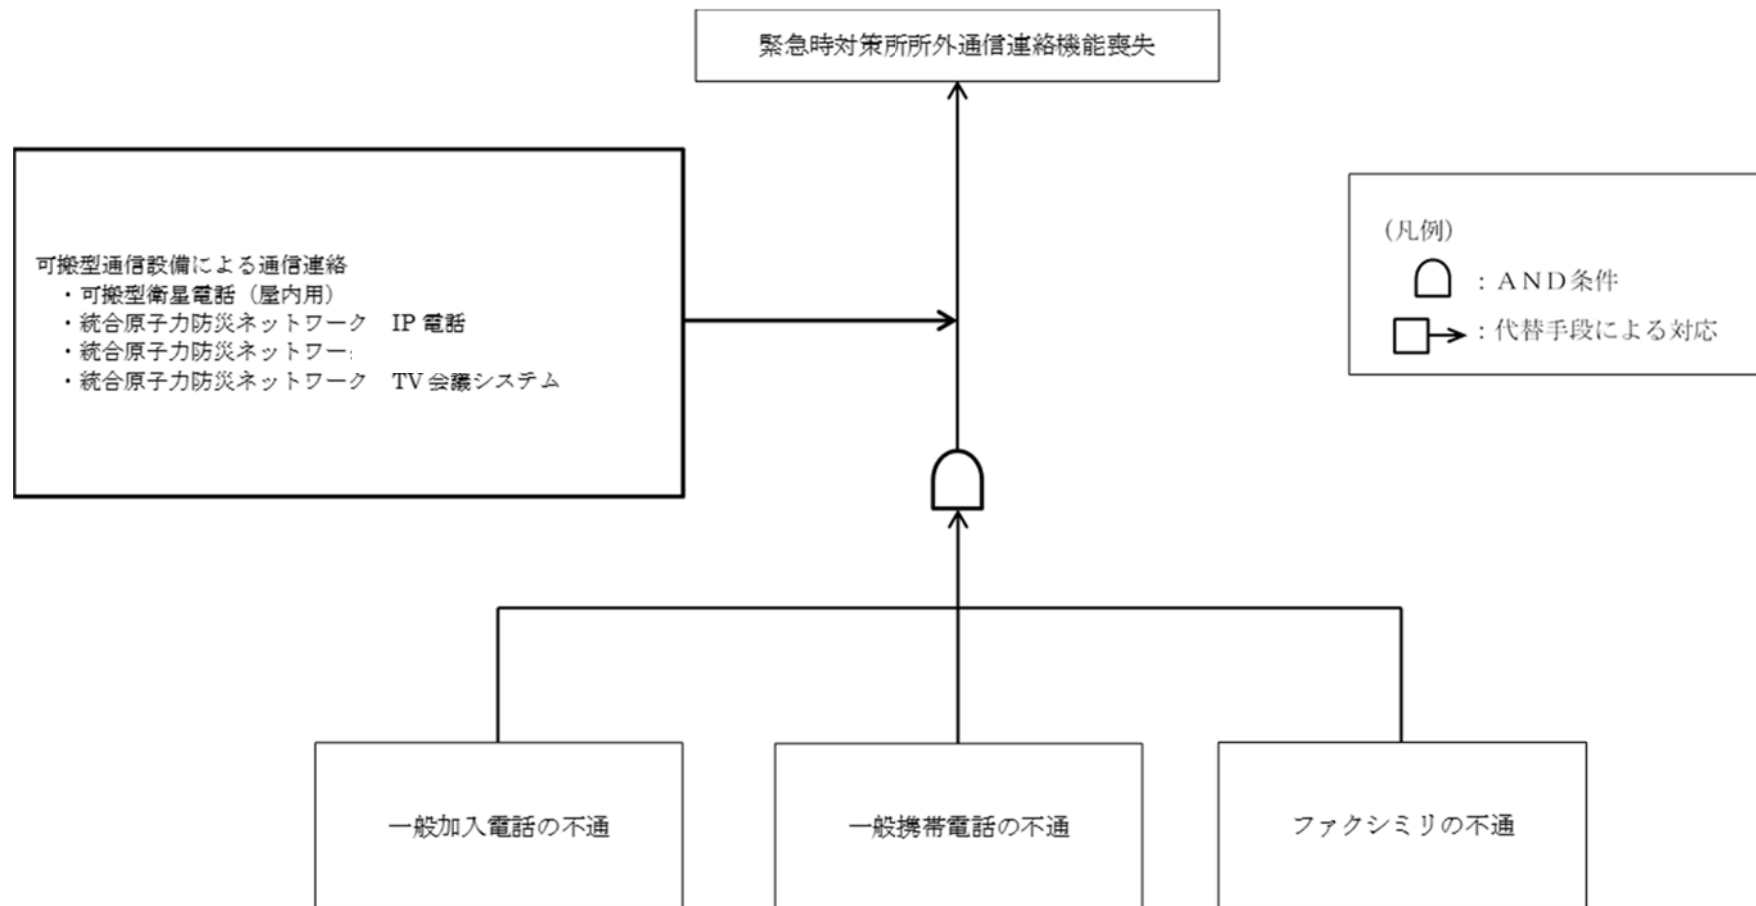 緊急時対策所所外通信連絡機能喪失
可搬型通信設備による通信連絡
・可搬型衛星電話（屋内用）
・統合原子力防災ネットワーク　IP 電話
・統合原子力防災ネットワー
・統合原子力防災ネットワーク　TV 会議システム
（凡例）
：ＡＮＤ条件
：代替手段による対応
一般加入電話の不通
一般携帯電話の不通
ファクシミリの不通